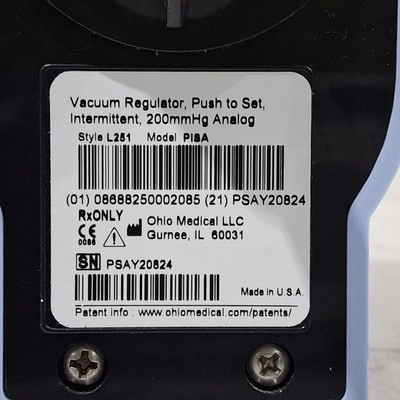 Vacuum Regulator, Push to Set,
Intermittent, 200mmHg Analog
Style L251 Model PISA
(01) 08688250002085 (21) PSAY20824
RxONLY
Ohio Medical LLC
CE 0086
Gurnee, IL 60031
SN PSAY20824
Made in U.S.A.
Patent info : www.ohiomedical.com/patents/